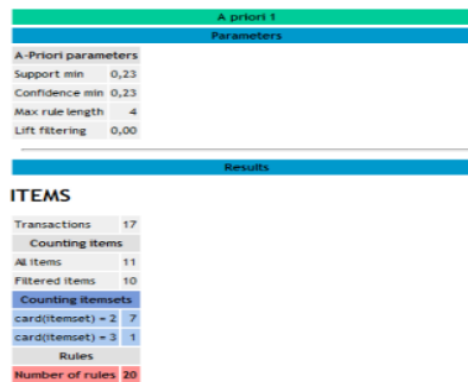 A priori 1
Parameters
A-Priori parameters
Support min 0,23
Confidence min 0,23
Max rule length 4
Lift filtering 0,00
Results
ITEMS
Transactions 17
Counting items
All items 11
Filtered items 10
Counting itemsets
card(itemset) = 2 7
card(itemset) = 3 1
Rules
Number of rules 20